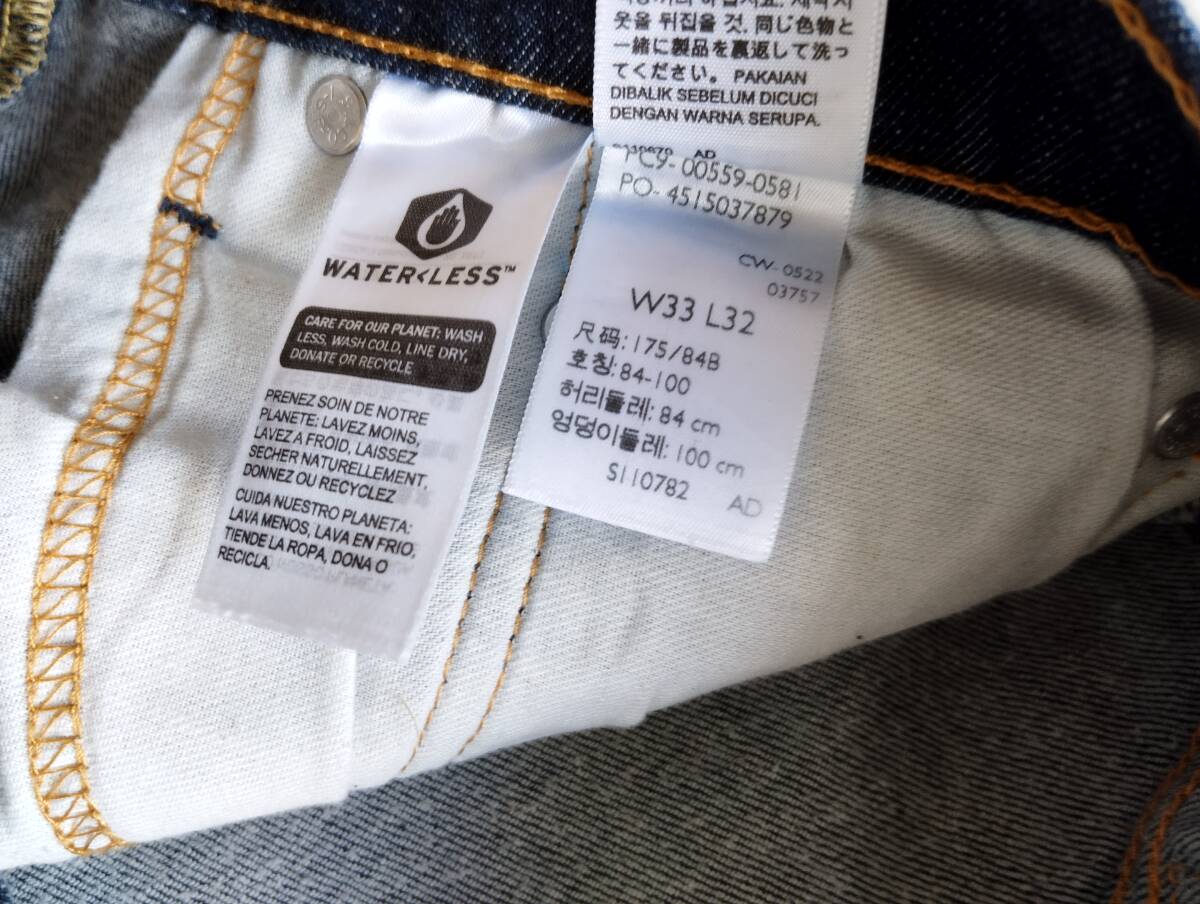 옷을 뒤집을 것. 同じ色物と
一緒に製品を裏返して洗っ
てください。 PAKAIAN
DIBALIK SEBELUM DICUCI
DENGAN WARNA SERUPA.
AD
PC9- 00559-0581
PO- 4515037879
CW-0522
03757
W33 L32
尺码: 175/84B
호칭: 84-100
허리둘레: 84 cm
엉덩이둘레: 100 cm
S110782 AD
WATER<LESS™
CARE FOR OUR PLANET: WASH
LESS, WASH COLD, LINE DRY,
DONATE OR RECYCLE
PRENEZ SOIN DE NOTRE
PLANETE: LAVEZ MOINS,
LAVEZ A FROID, LAISSEZ
SECHER NATURELLEMENT,
DONNEZ OU RECYCLEZ
CUIDA NUESTRO PLANETA:
LAVA MENOS, LAVA EN FRIO,
TIENDE LA ROPA, DONA O
RECICLA.